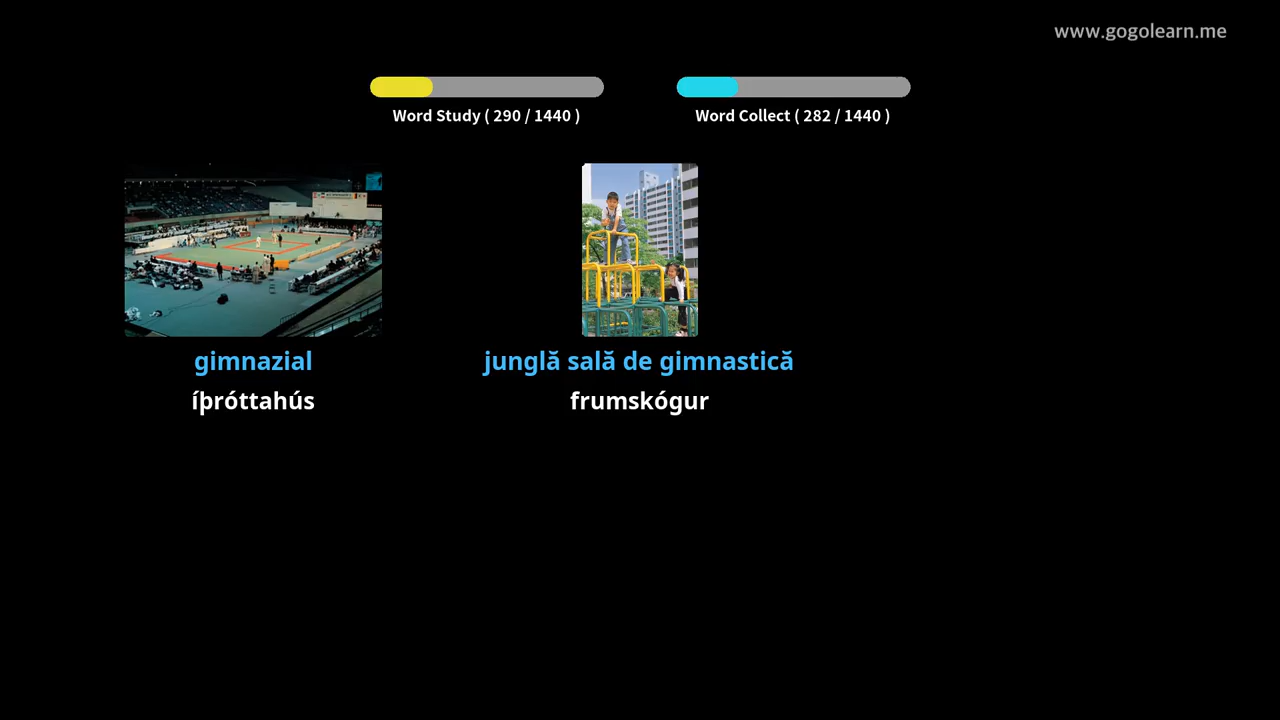 www.gogolearn.me
Word Study ( 290 / 1440 )
Word Collect ( 282 / 1440 )
gimnazial
junglă sală de gimnastică
íþróttahús
frumskógur